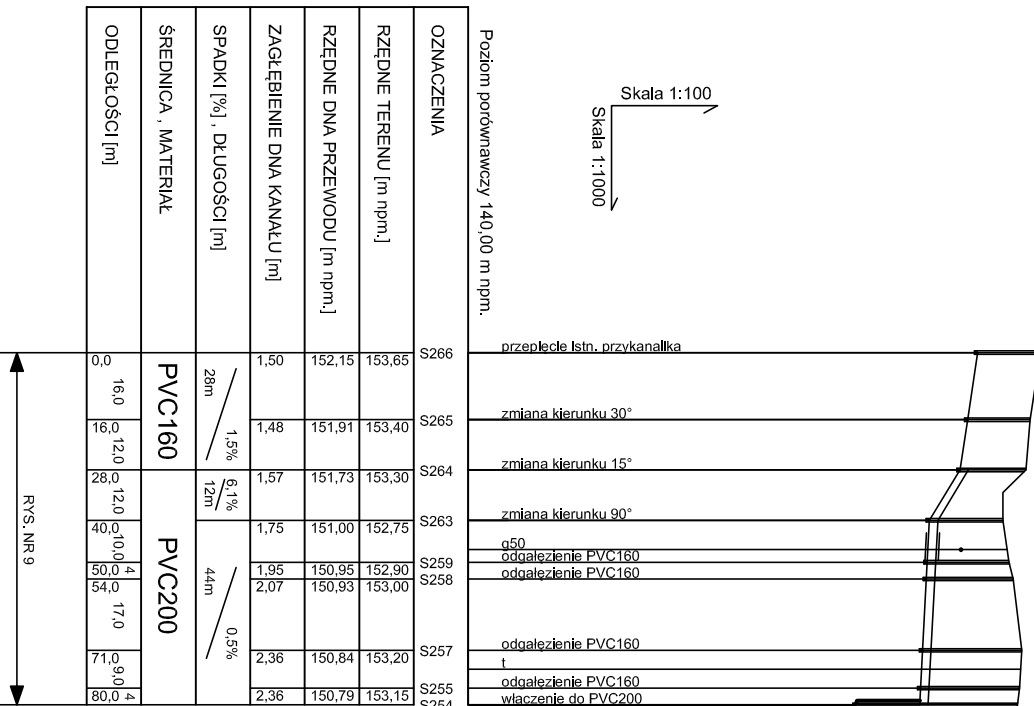 Poziom porównawczy 140,00 m npm.
Skala 1:100
Skala 1:1000
OZNACZENIA
S266
S265
S264
S263
S259
S258
S257
S255
S254
RZĘDNE TERENU [m npm.]
153,65
153,40
153,30
152,75
152,90
153,00
153,20
153,15
RZĘDNE DNA PRZEWODU [m npm.]
152,15
151,91
151,73
151,00
150,95
150,93
150,84
150,79
ZAGŁĘBIENIE DNA KANAŁU [m]
1,50
1,48
1,57
1,75
1,95
2,07
2,36
2,36
SPADKI [%] , DŁUGOŚCI [m]
28m
1,5%
6,1%
12m
44m
0,5%
ŚREDNICA , MATERIAŁ
PVC160
PVC200
ODLEGŁOŚCI [m]
0,0
16,0
16,0
12,0
28,0
12,0
40,0
10,0
50,0
4
54,0
17,0
71,0
9,0
80,0
4
przepięcie istn. przykanalika
zmiana kierunku 30°
zmiana kierunku 15°
zmiana kierunku 90°
g50
odgałęzienie PVC160
odgałęzienie PVC160
odgałęzienie PVC160
t
odgałęzienie PVC160
włączenie do PVC200
RYS. NR 9